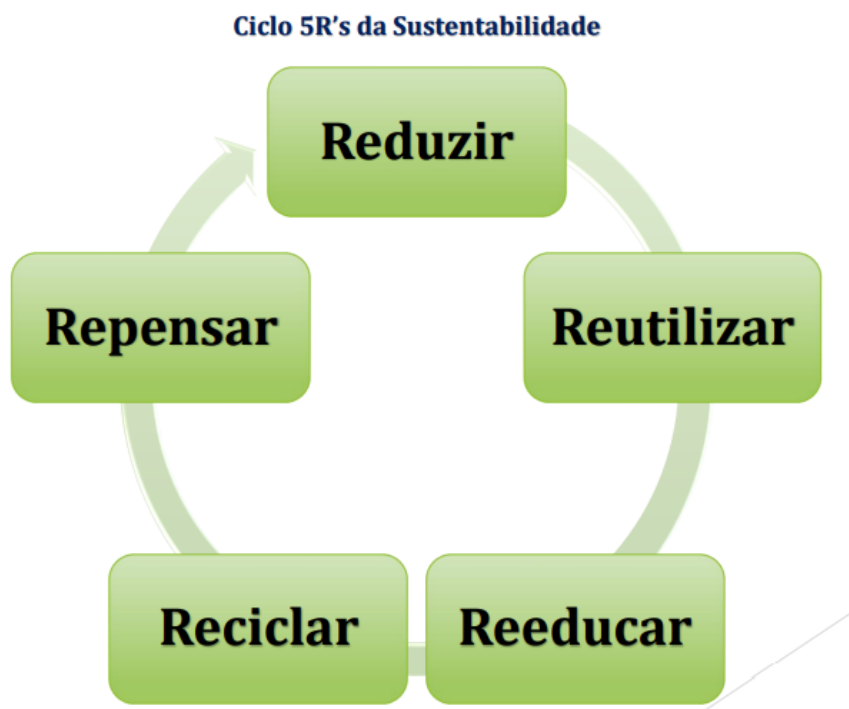 Ciclo 5R's da Sustentabilidade
Reduzir
Reutilizar
Reeducar
Reciclar
Repensar